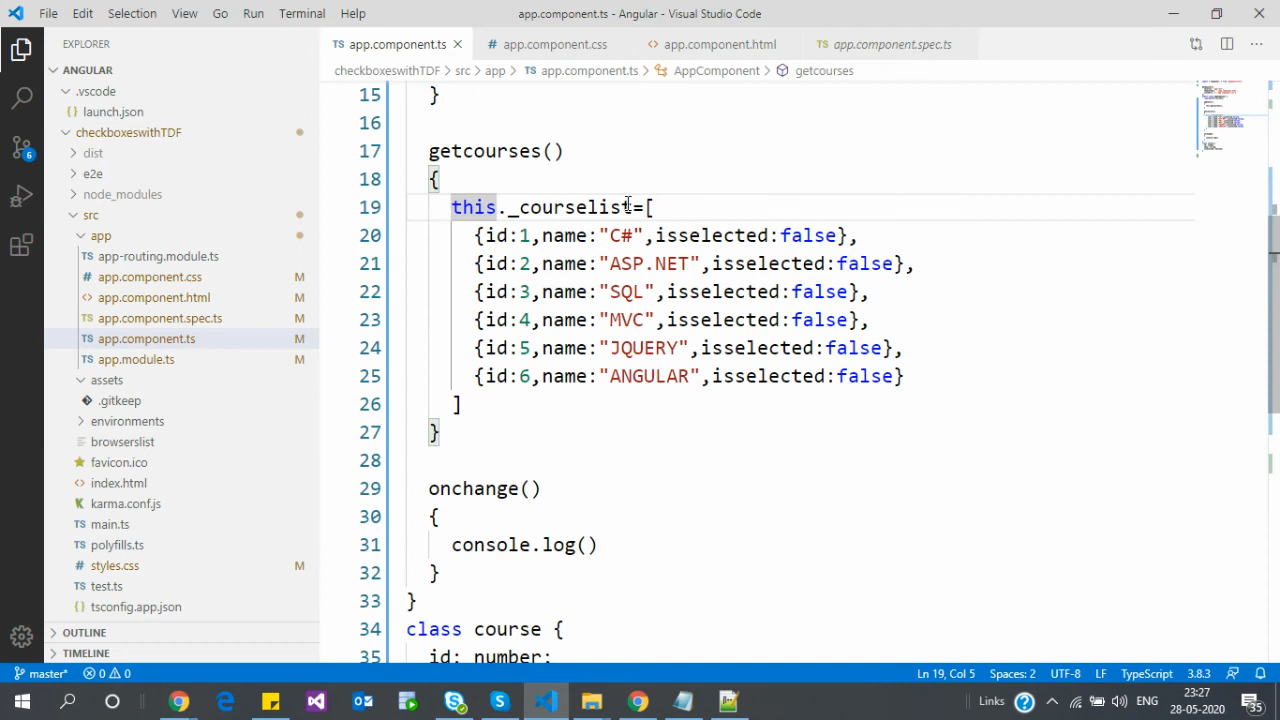 File Edit Selection View Go Run Terminal Help app.component.ts - Angular - Visual Studio Code
EXPLORER
ANGULAR
.vscode
launch.json
checkboxeswithTDF
dist
e2e
node_modules
src
app
app-routing.module.ts
app.component.css M
app.component.html M
app.component.spec.ts M
app.component.ts M
app.module.ts M
assets
.gitkeep
environments
browserslist
favicon.ico
index.html
karma.conf.js
main.ts
polyfills.ts
styles.css M
test.ts
tsconfig.app.json
OUTLINE
TIMELINE
TS app.component.ts app.component.css app.component.html TS app.component.spec.ts
checkboxeswithTDF > src > app > TS app.component.ts > AppComponent > getcourses
15 }
16
17 getcourses()
18 {
19 this._courselist=[
20 {id:1,name:"C#",isselected:false},
21 {id:2,name:"ASP.NET",isselected:false},
22 {id:3,name:"SQL",isselected:false},
23 {id:4,name:"MVC",isselected:false},
24 {id:5,name:"JQUERY",isselected:false},
25 {id:6,name:"ANGULAR",isselected:false}
26 ]
27 }
28
29 onchange()
30 {
31 console.log()
32 }
33 }
34 class course {
35 id: number;
master* 0 0 Ln 19, Col 5 Spaces: 2 UTF-8 LF TypeScript 3.8.3
Links ENG 23:27
28-05-2020 35